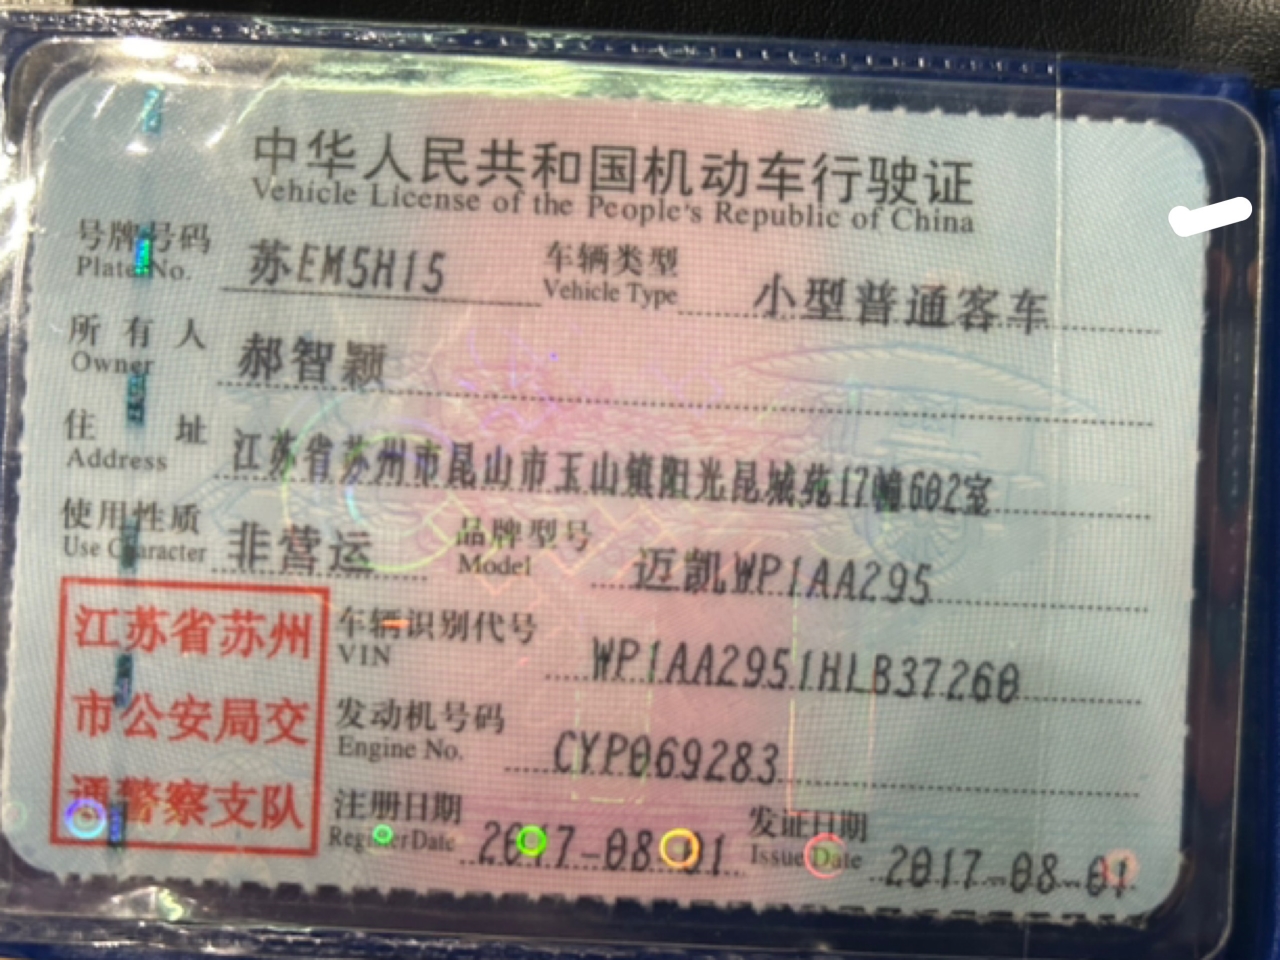 中华人民共和国机动车行驶证
Vehicle License of the People's Republic of China
号牌号码 苏EM5H15 车辆类型 小型普通客车
Plate No. Vehicle Type
所有人 郝智颖
Owner
住址 江苏省苏州市昆山市玉山镇阳光昆城苑17幢602室
Address
使用性质 非营运 品牌型号 迈凯WP1AA295
Use Character Model
江苏省苏州
市公安局交
通警察支队
车辆识别代号 WP1AA2951HLB37260
VIN
发动机号码 CYP069283
Engine No.
注册日期 2017-08-01 发证日期 2017-08-01
Register Date Issue Date